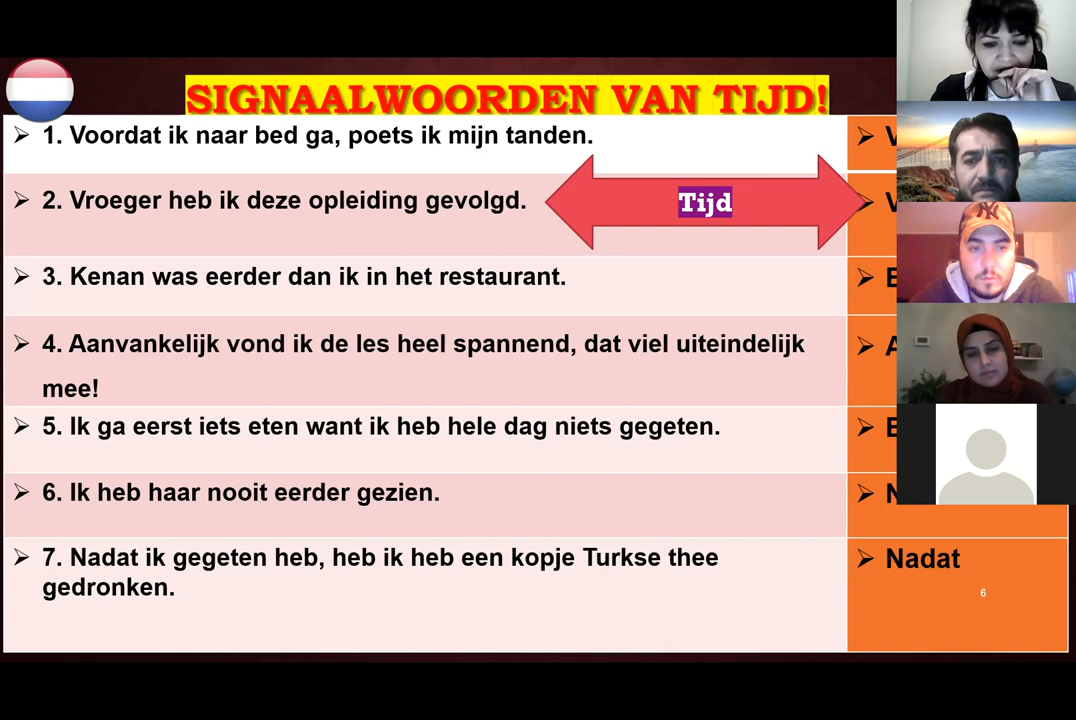 SIGNAALWOORDEN VAN TIJD!
➢ 1. Voordat ik naar bed ga, poets ik mijn tanden.
➢ 2. Vroeger heb ik deze opleiding gevolgd.
Tijd
➢ 3. Kenan was eerder dan ik in het restaurant.
➢ 4. Aanvankelijk vond ik de les heel spannend, dat viel uiteindelijk
mee!
➢ 5. Ik ga eerst iets eten want ik heb hele dag niets gegeten.
➢ 6. Ik heb haar nooit eerder gezien.
➢ 7. Nadat ik gegeten heb, heb ik heb een kopje Turkse thee
gedronken.
➢ Nadat
6